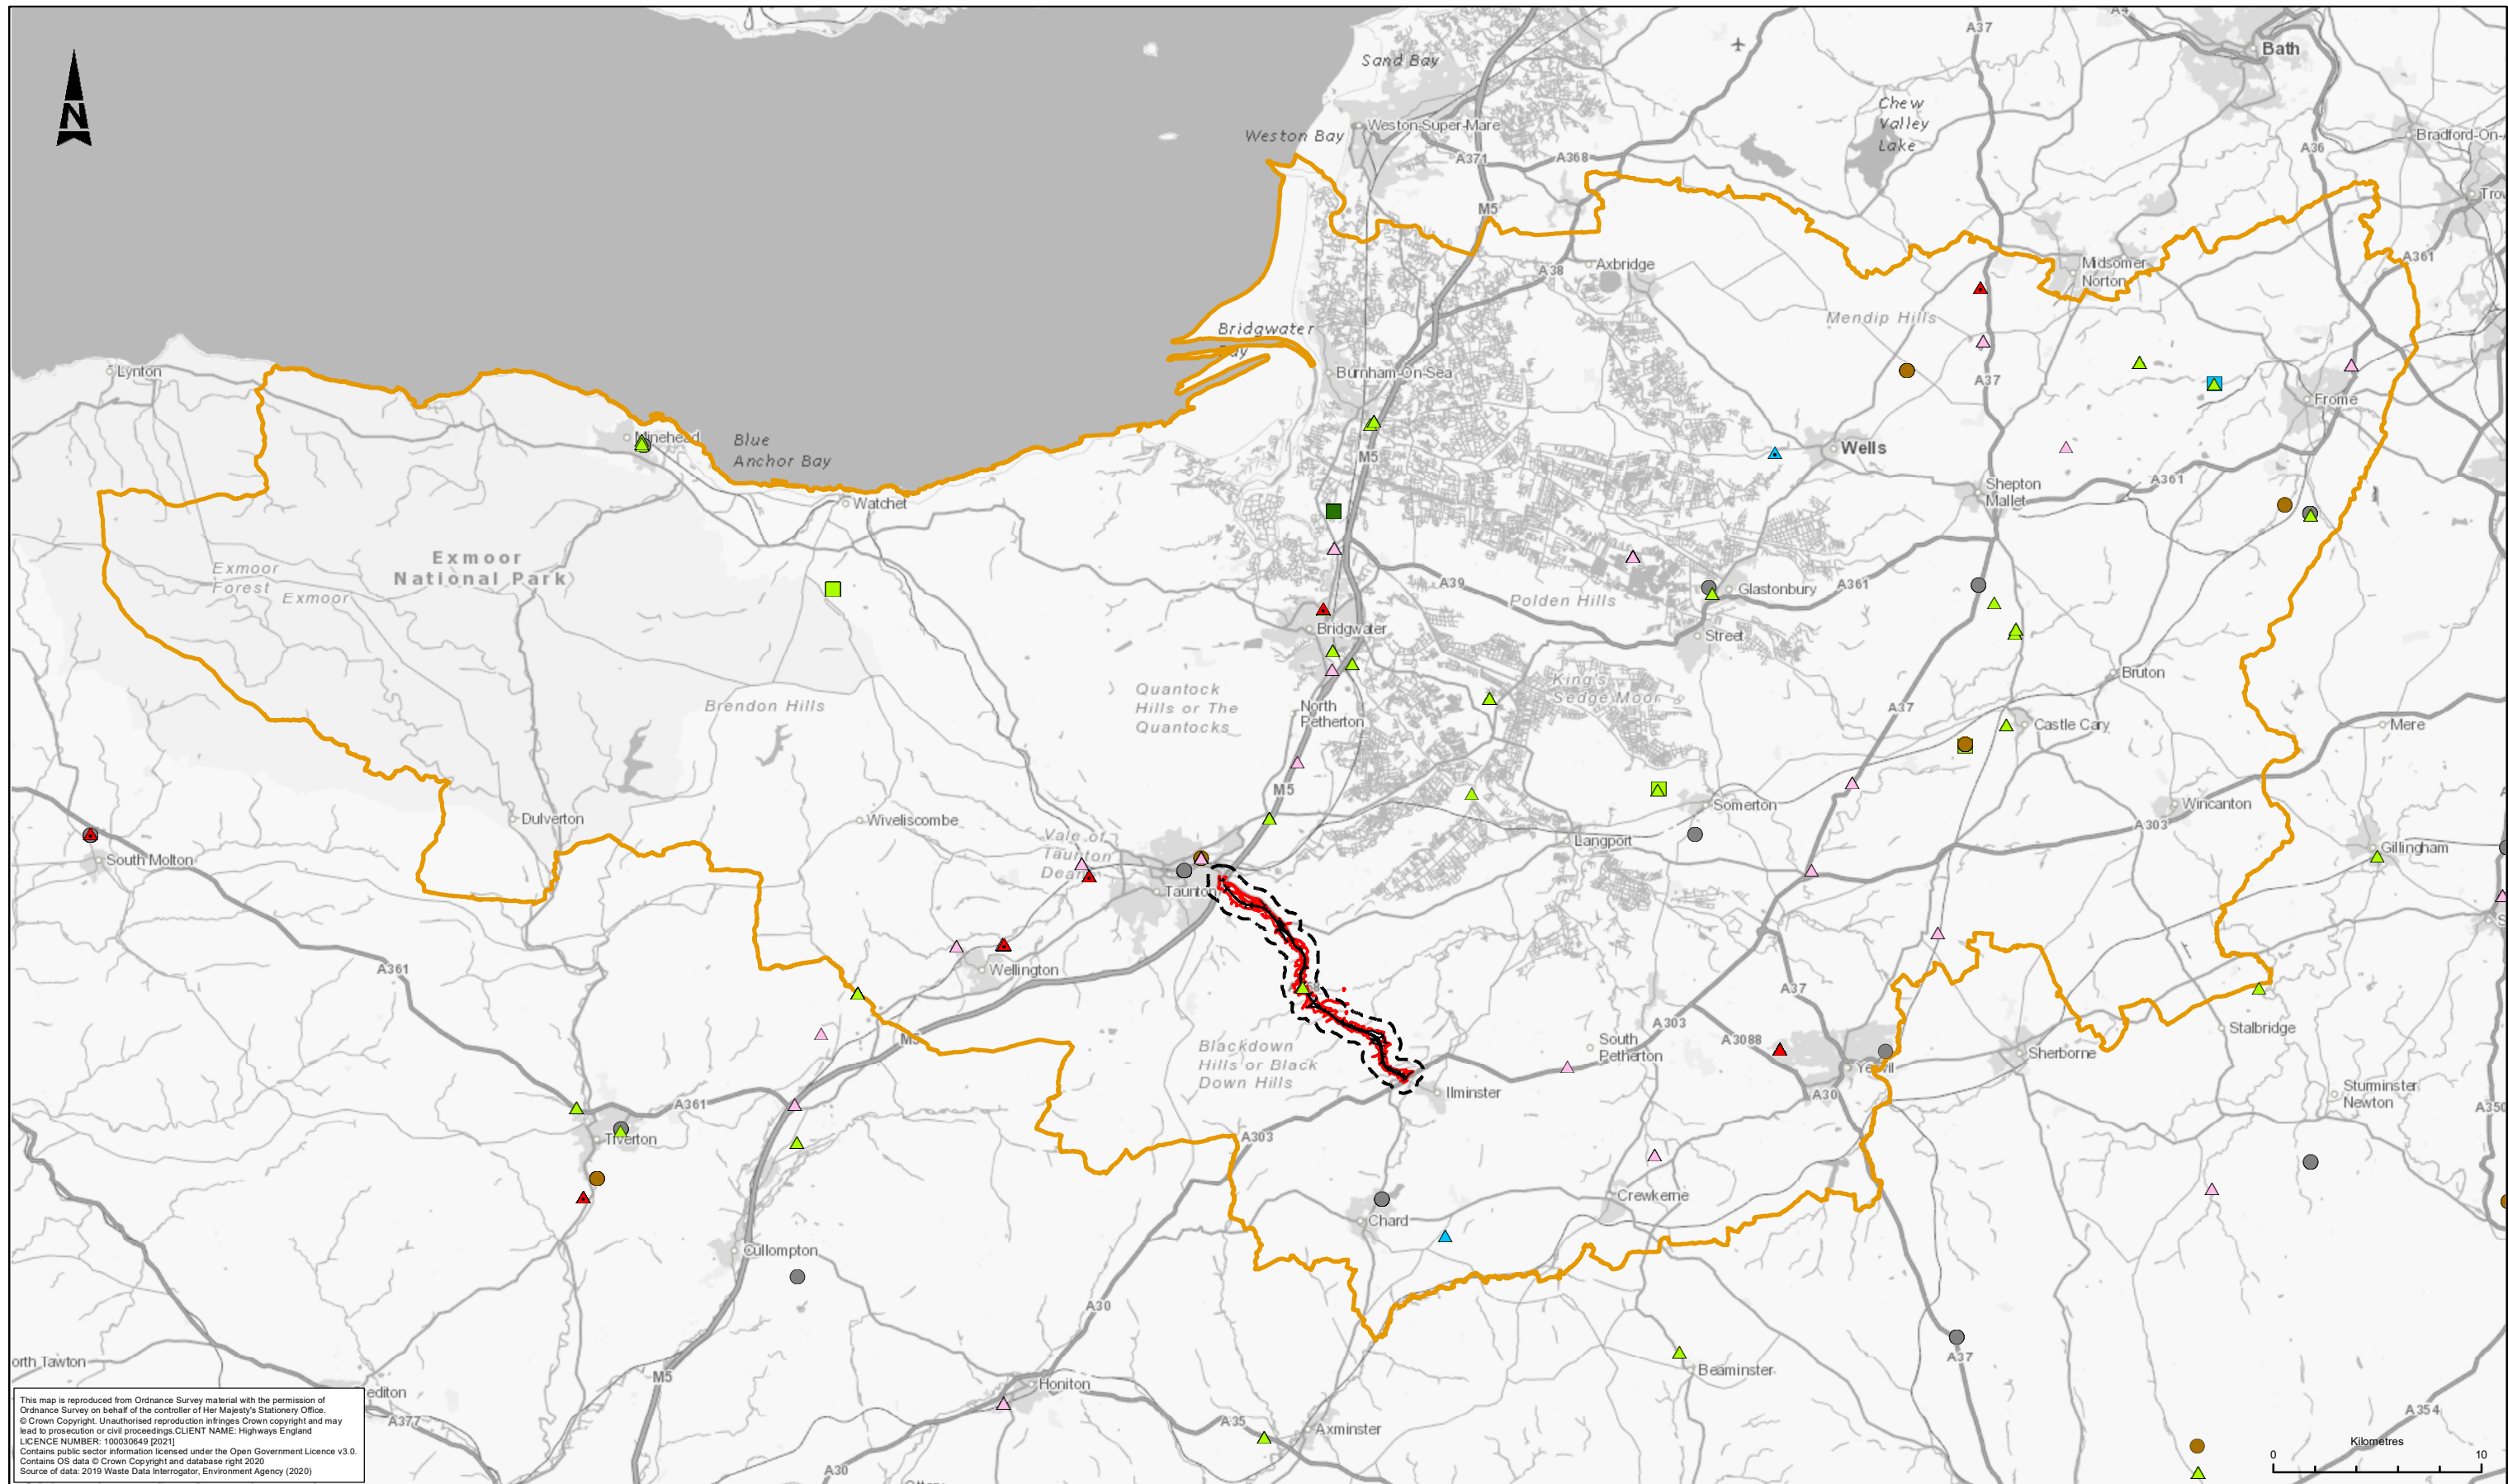 N
Sand Bay
A37
A4
Bath
Chew
Valley
Lake
Weston Bay
Weston-Super-Mare
A371
A368
A36
Bradford-On-A
Trow
M5
A38
Axbridge
Midsomer
Norton
A361
Mendip Hills
Bridgwater
Bay
Lynton
Burnham-On-Sea
A37
Frome
Minehead
Blue
Anchor Bay
M5
Wells
Shepton
Mallet
A361
Watchet
Exmoor
National Park
Exmoor
Forest
Exmoor
A39
Polden Hills
Glastonbury
A361
Bridgwater
Street
Bruton
Brendon Hills
Quantock
Hills or The
Quantocks
North
Petherton
King's
Sedge Moor
A37
Castle Cary
Mere
M5
Dulverton
Wiveliscombe
Somerton
Wincanton
A303
Vale of
Taunton
Deane
Langport
Gillingham
South Molton
Taunton
A361
Wellington
A37
M5
Blackdown
Hills or Black
Down Hills
South
Petherton
A303
A3088
Stalbridge
Sherborne
Yeovil
Ilminster
A30
Sturminster
Newton
A350
A361
Tiverton
A303
Crewkerne
Chard
Cullompton
A30
A37
orth Tawton
Beaminster
M5
Honiton
editon
A377
A35
Axminster
A354
A30
Kilometres
0 10
This map is reproduced from Ordnance Survey material with the permission of
Ordnance Survey on behalf of the controller of Her Majesty's Stationery Office.
© Crown Copyright. Unauthorised reproduction infringes Crown copyright and may
lead to prosecution or civil proceedings.CLIENT NAME: Highways England
LICENCE NUMBER: 100030649 [2021]
Contains public sector information licensed under the Open Government Licence v3.0.
Contains OS data © Crown Copyright and database right 2020
Source of data: 2019 Waste Data Interrogator, Environment Agency (2020)